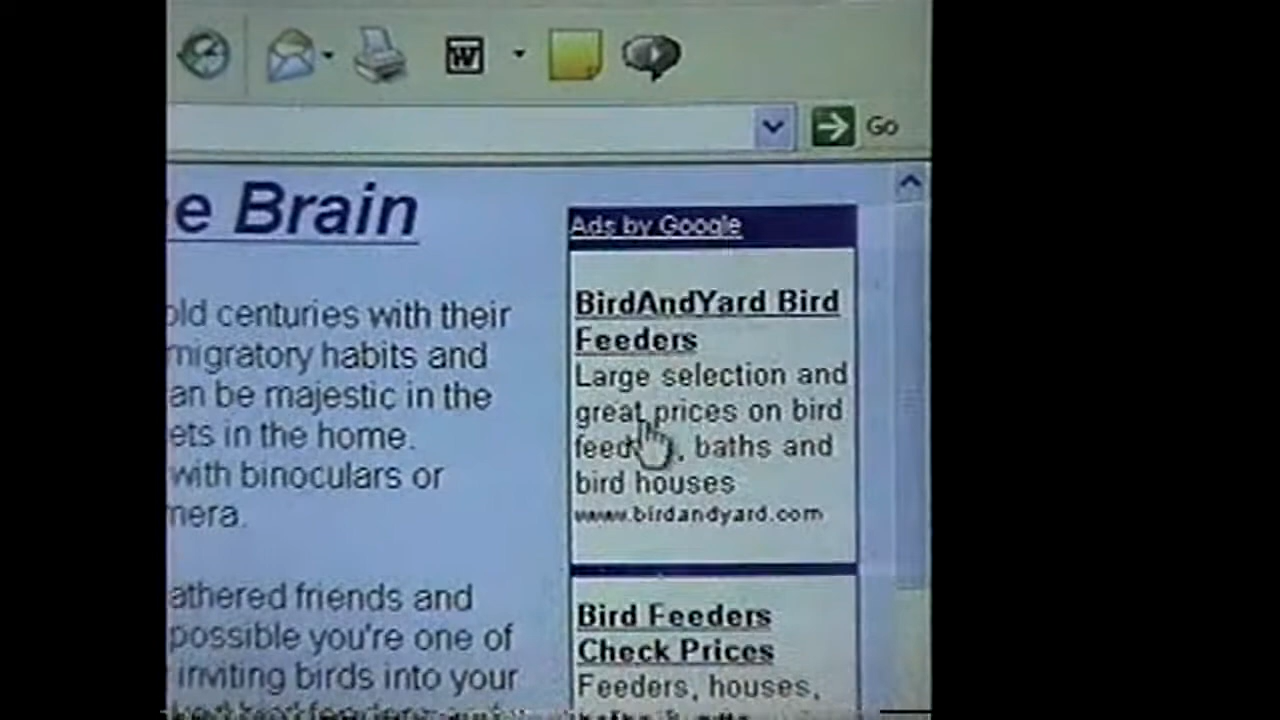 W
Go
e Brain
Ads by Google
old centuries with their
migratory habits and
an be majestic in the
ets in the home.
with binoculars or
mera.
athered friends and
possible you're one of
inviting birds into your
BirdAndYard Bird
Feeders
Large selection and
great prices on bird
feed , baths and
bird houses
www.birdandyard.com
Bird Feeders
Check Prices
Feeders, houses,